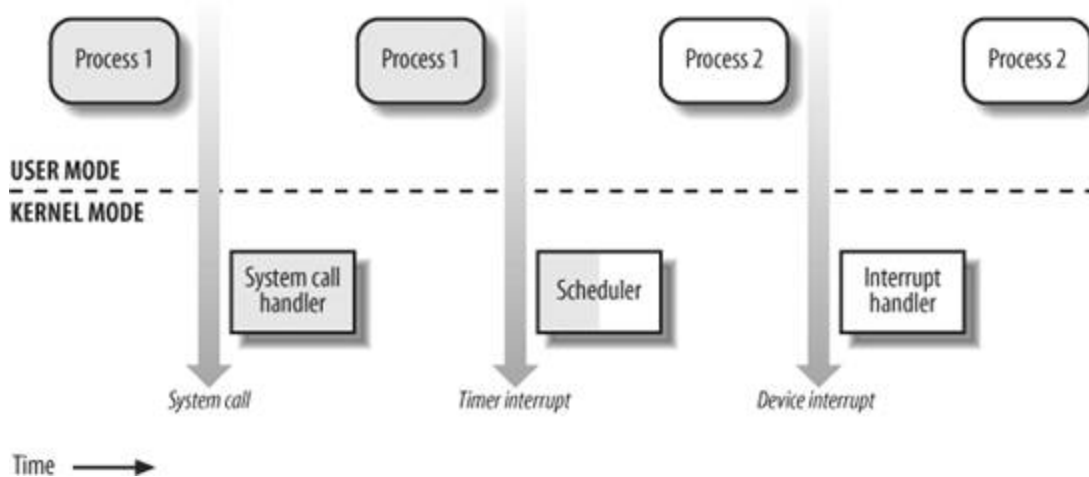 Process 1
Process 1
Process 2
Process 2
USER MODE
KERNEL MODE
System call
handler
Scheduler
Interrupt
handler
System call
Timer interrupt
Device interrupt
Time